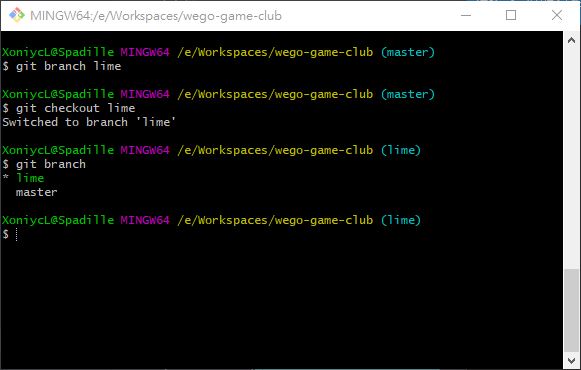 MINGW64:/e/Workspaces/wego-game-club
XoniycL@Spadille MINGW64 /e/Workspaces/wego-game-club (master)
$ git branch lime
XoniycL@Spadille MINGW64 /e/Workspaces/wego-game-club (master)
$ git checkout lime
Switched to branch 'lime'
XoniycL@Spadille MINGW64 /e/Workspaces/wego-game-club (lime)
$ git branch
* lime
  master
XoniycL@Spadille MINGW64 /e/Workspaces/wego-game-club (lime)
$